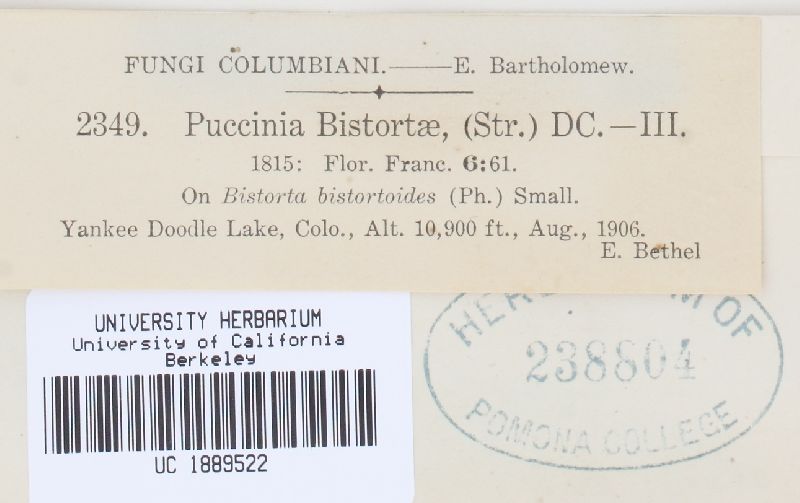 FUNGI COLUMBIANI.——E. Bartholomew.
2349. Puccinia Bistortæ, (Str.) DC.—III.
1815: Flor. Franc. 6:61.
On Bistorta bistortoides (Ph.) Small.
Yankee Doodle Lake, Colo., Alt. 10,900 ft., Aug., 1906.
E. Bethel
UNIVERSITY HERBARIUM
University of California
Berkeley
UC 1889522
OF
238804
POMONA COLLEGE